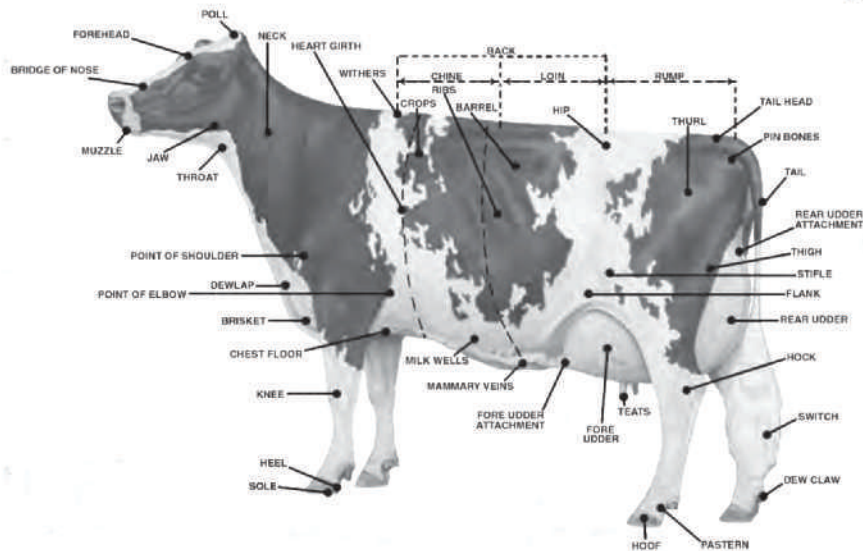 POLL
FOREHEAD
NECK
HEART GIRTH
BACK
BRIDGE OF NOSE
WITHERS
CHINE
LOIN
RUMP
RIBS
CROPS
BARREL
HIP
THURL
TAIL HEAD
PIN BONES
MUZZLE
JAW
THROAT
TAIL
REAR UDDER
ATTACHMENT
POINT OF SHOULDER
THIGH
STIFLE
DEWLAP
POINT OF ELBOW
FLANK
BRISKET
REAR UDDER
CHEST FLOOR
MILK WELLS
HOCK
MAMMARY VEINS
KNEE
FORE UDDER
ATTACHMENT
FORE
UDDER
TEATS
SWITCH
HEEL
SOLE
DEW CLAW
HOOF
PASTERN